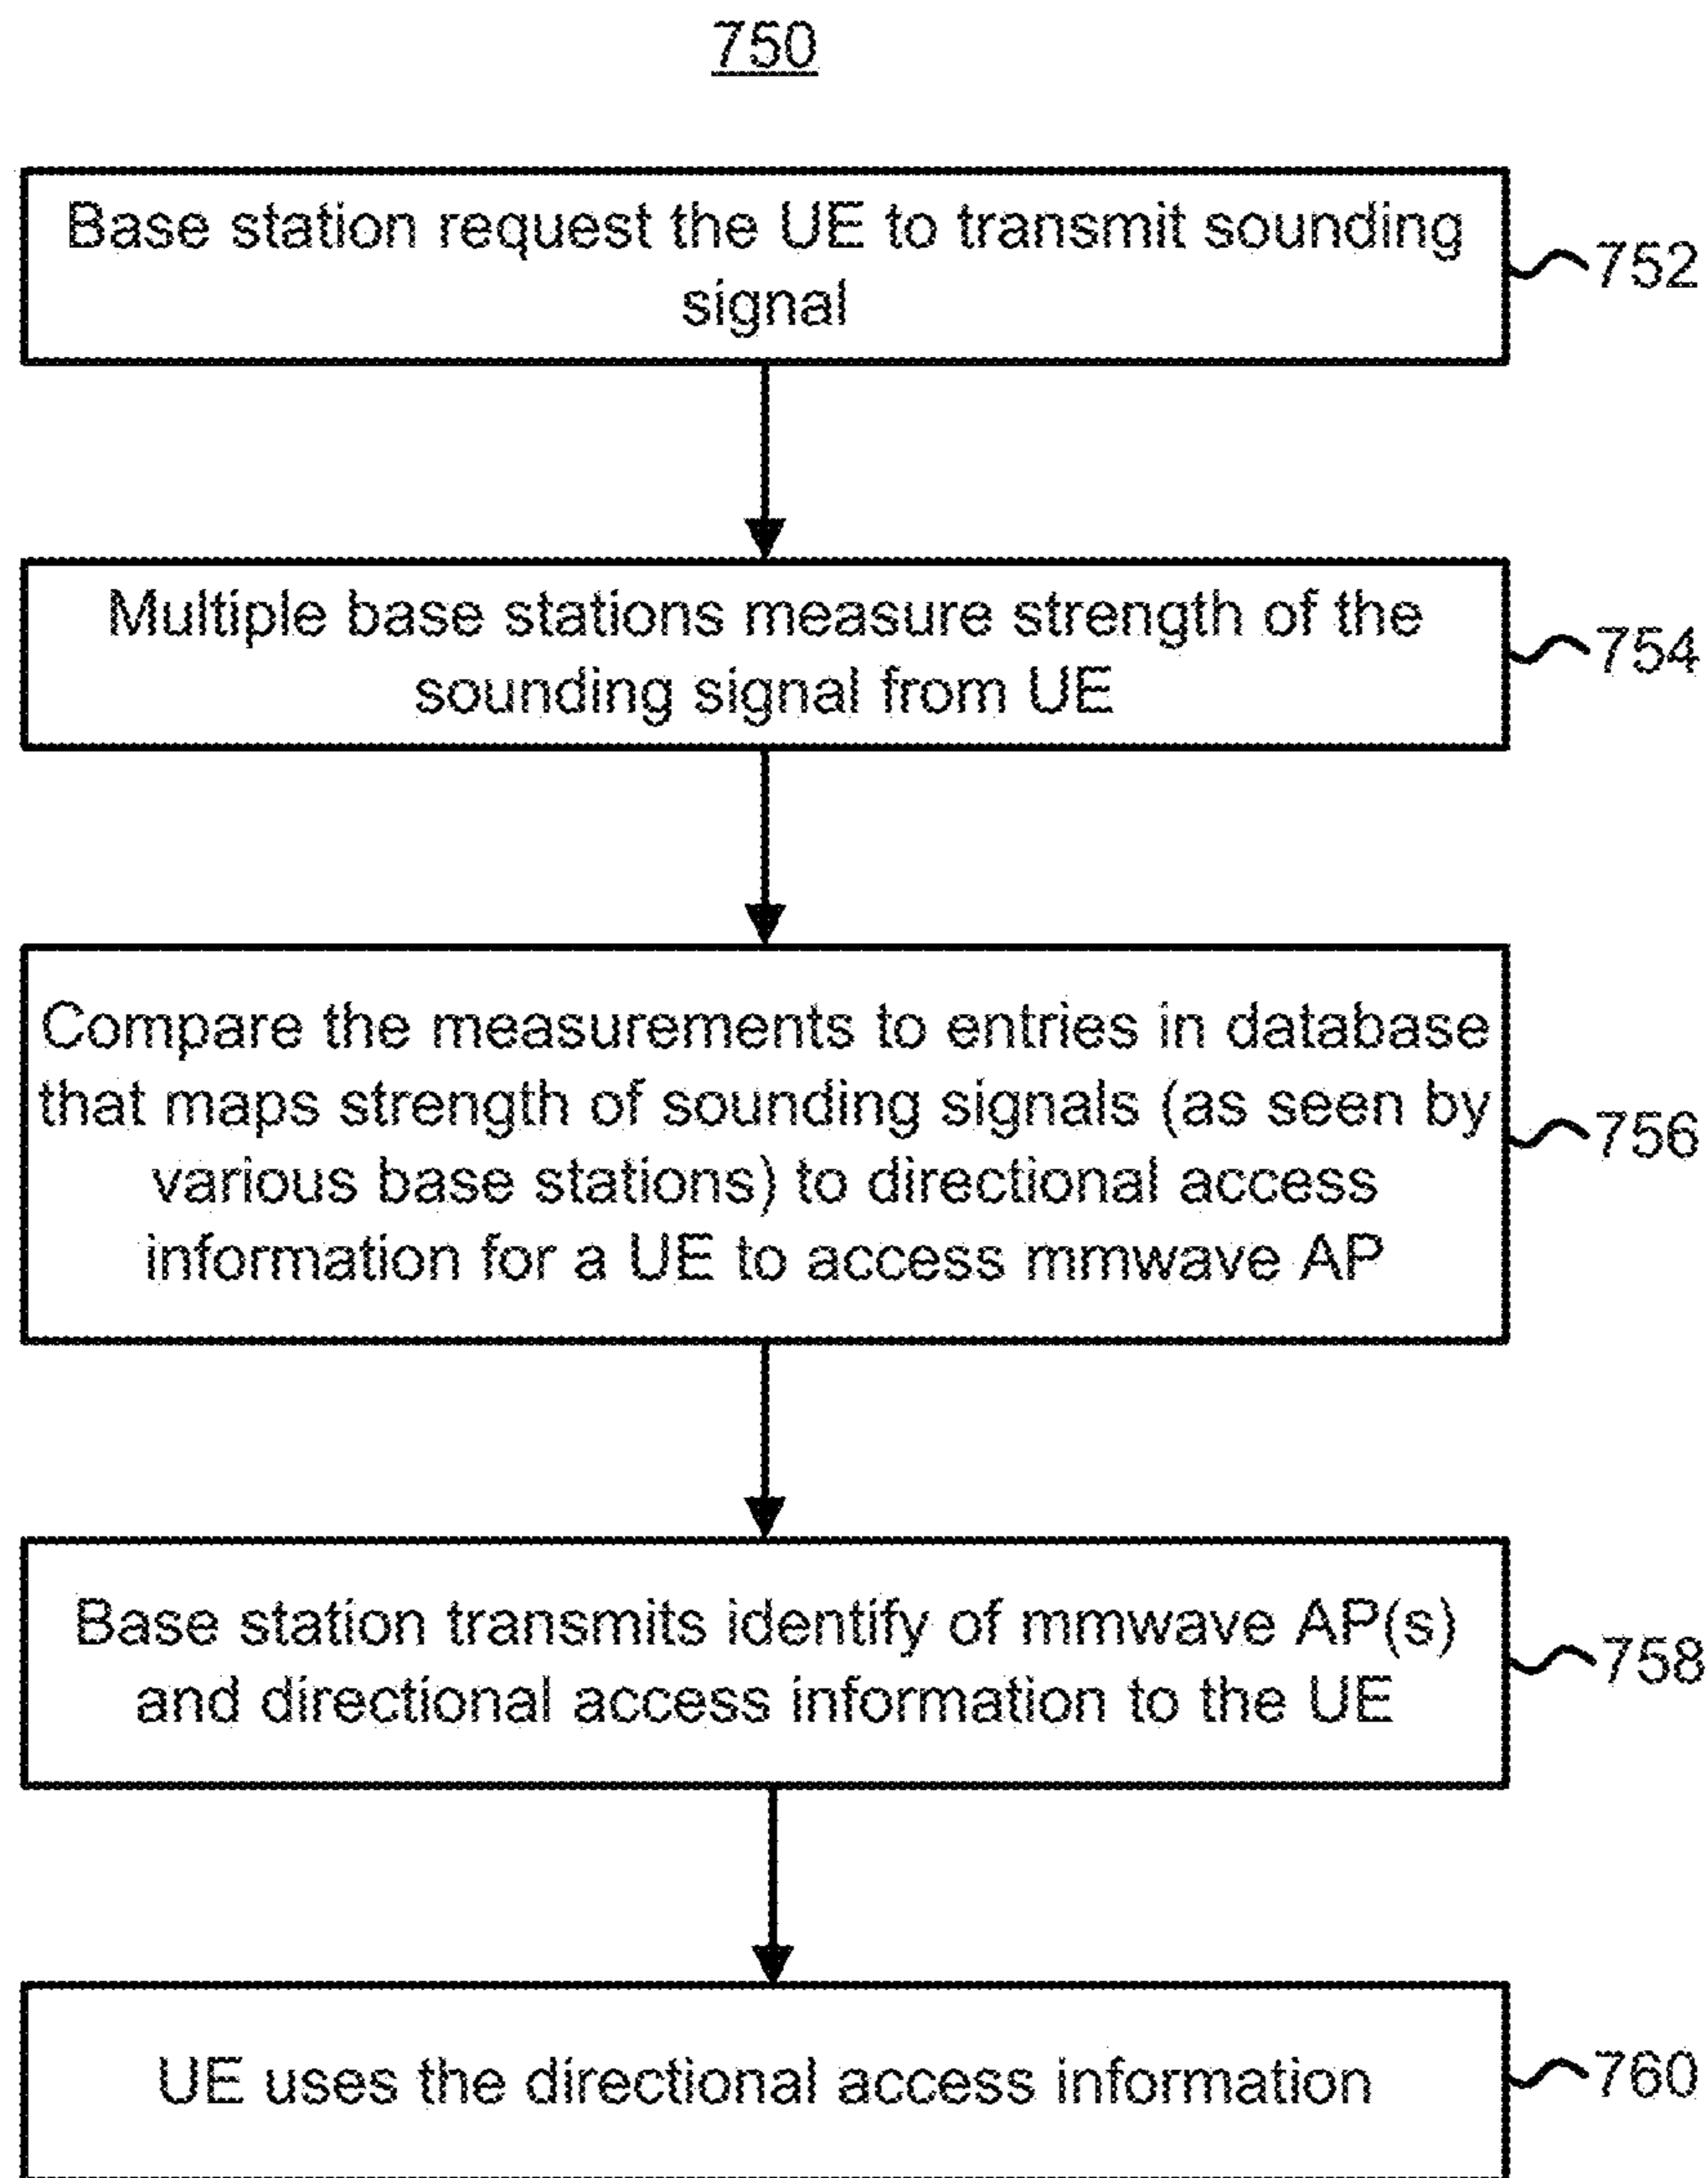 750
Base station request the UE to transmit sounding
signal
752
Multiple base stations measure strength of the
sounding signal from UE
754
Compare the measurements to entries in database
that maps strength of sounding signals (as seen by
various base stations) to directional access
information for a UE to access mmwave AP
756
Base station transmits identify of mmwave AP(s)
and directional access information to the UE
758
UE uses the directional access information
760